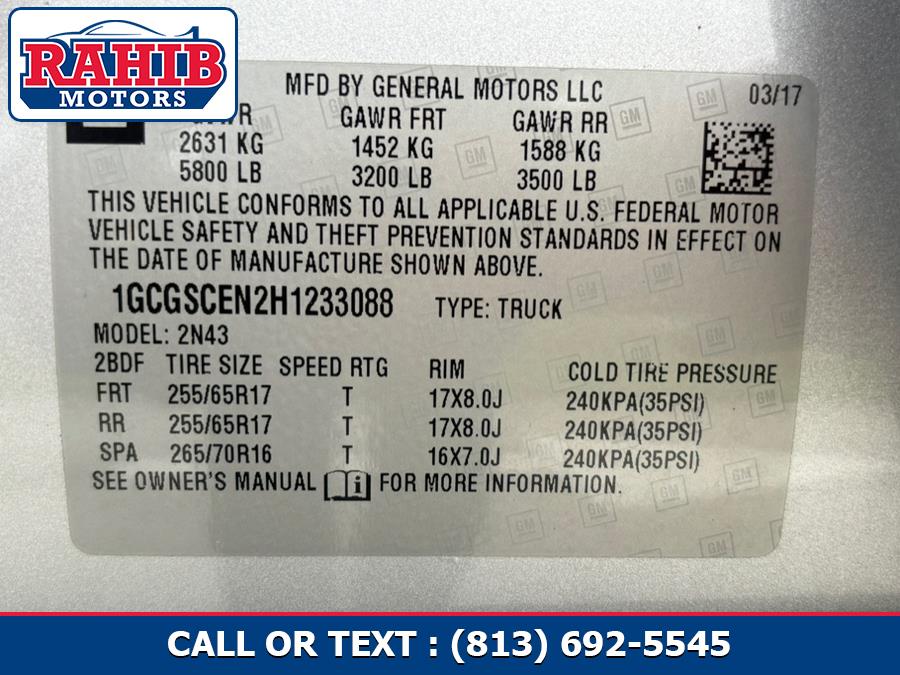 RAHIB
MOTORS
MFD BY GENERAL MOTORS LLC
03/17
GVWR GAWR FRT GAWR RR
2631 KG 1452 KG 1588 KG
5800 LB 3200 LB 3500 LB
THIS VEHICLE CONFORMS TO ALL APPLICABLE U.S. FEDERAL MOTOR
VEHICLE SAFETY AND THEFT PREVENTION STANDARDS IN EFFECT ON
THE DATE OF MANUFACTURE SHOWN ABOVE.
1GCGSCEN2H1233088 TYPE: TRUCK
MODEL: 2N43
2BDF TIRE SIZE SPEED RTG RIM COLD TIRE PRESSURE
FRT 255/65R17 T 17X8.0J 240KPA(35PSI)
RR 255/65R17 T 17X8.0J 240KPA(35PSI)
SPA 265/70R16 T 16X7.0J 240KPA(35PSI)
SEE OWNER'S MANUAL i FOR MORE INFORMATION.
CALL OR TEXT : (813) 692-5545